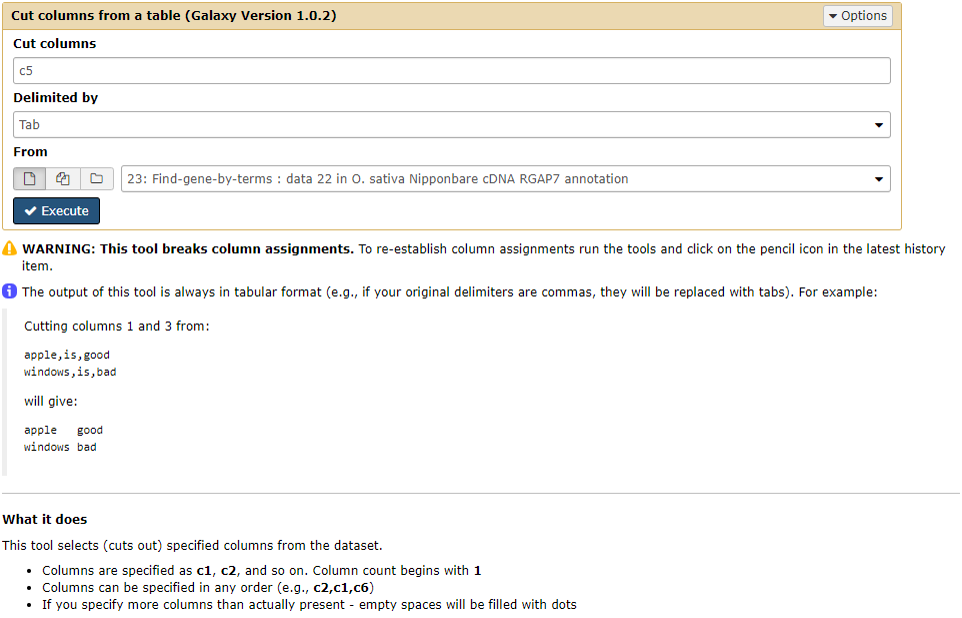 Cut columns from a table (Galaxy Version 1.0.2)
Options
Cut columns
c5
Delimited by
Tab
From
23: Find-gene-by-terms : data 22 in O. sativa Nipponbare cDNA RGAP7 annotation
Execute
WARNING: This tool breaks column assignments. To re-establish column assignments run the tools and click on the pencil icon in the latest history
item.
The output of this tool is always in tabular format (e.g., if your original delimiters are commas, they will be replaced with tabs). For example:
Cutting columns 1 and 3 from:
apple,is,good
windows,is,bad
will give:
apple   good
windows bad
What it does
This tool selects (cuts out) specified columns from the dataset.
• Columns are specified as c1, c2, and so on. Column count begins with 1
• Columns can be specified in any order (e.g., c2,c1,c6)
• If you specify more columns than actually present - empty spaces will be filled with dots